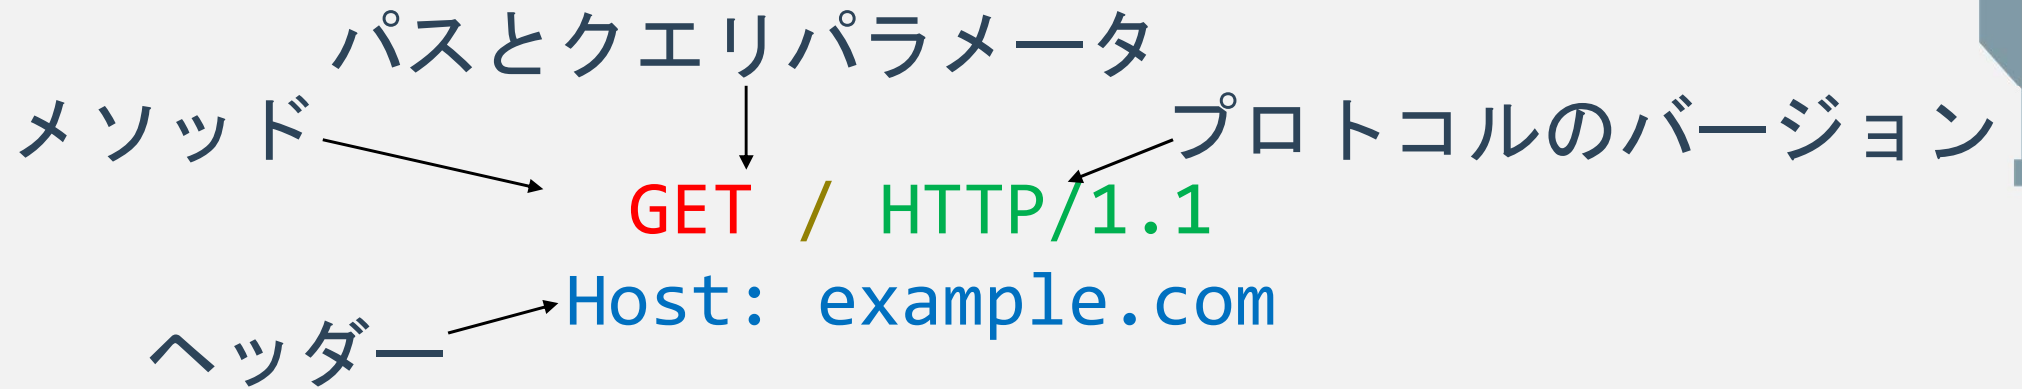 パスとクエリパラメータ
メソッド
プロトコルのバージョン
GET / HTTP/1.1
Host: example.com
ヘッダー